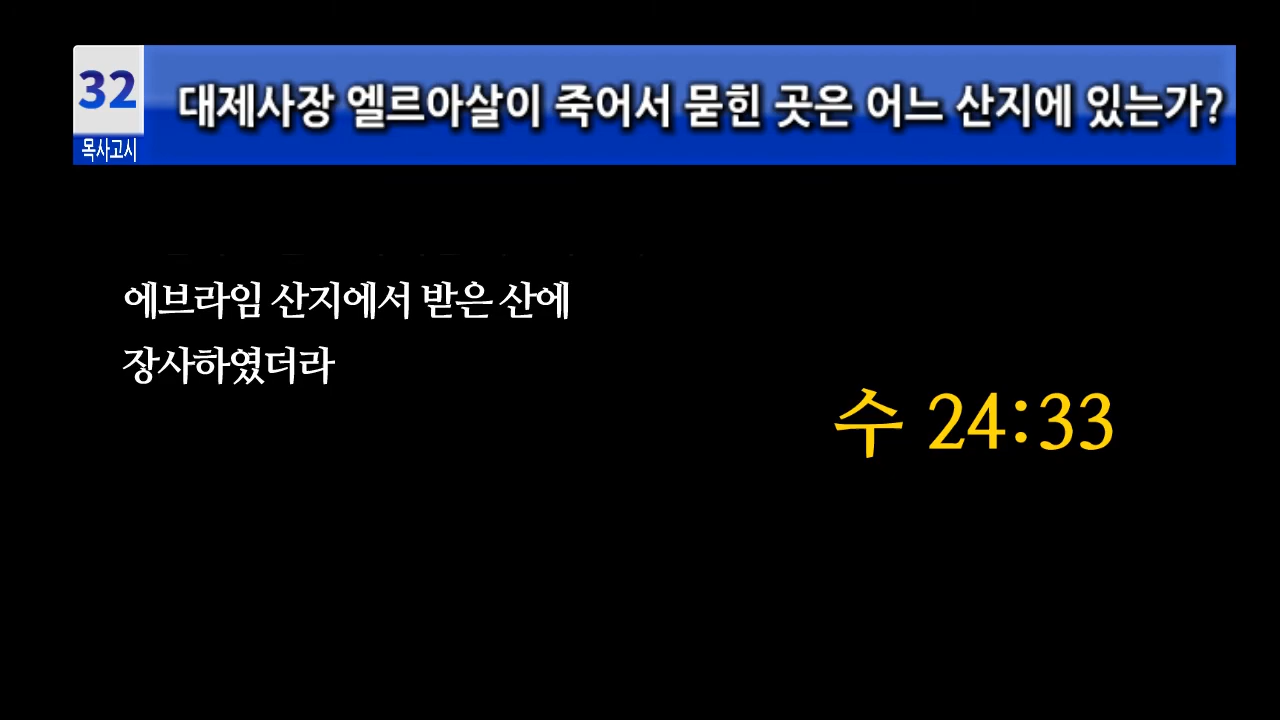 32
목사고시
대제사장 엘르아살이 죽어서 묻힌 곳은 어느 산지에 있는가?
에브라임 산지에서 받은 산에
장사하였더라
수 24:33